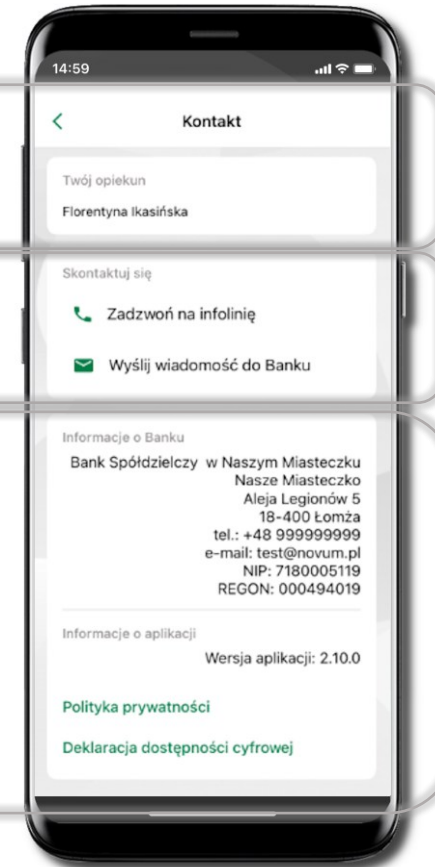 14:59
Kontakt
Twój opiekun
Florentyna Ikasińska
Skontaktuj się
Zadzwoń na infolinię
Wyślij wiadomość do Banku
Informacje o Banku
Bank Spółdzielczy w Naszym Miasteczku
Nasze Miasteczko
Aleja Legionów 5
18-400 Łomża
tel.: +48 999999999
e-mail: test@novum.pl
NIP: 7180005119
REGON: 000494019
Informacje o aplikacji
Wersja aplikacji: 2.10.0
Polityka prywatności
Deklaracja dostępności cyfrowej